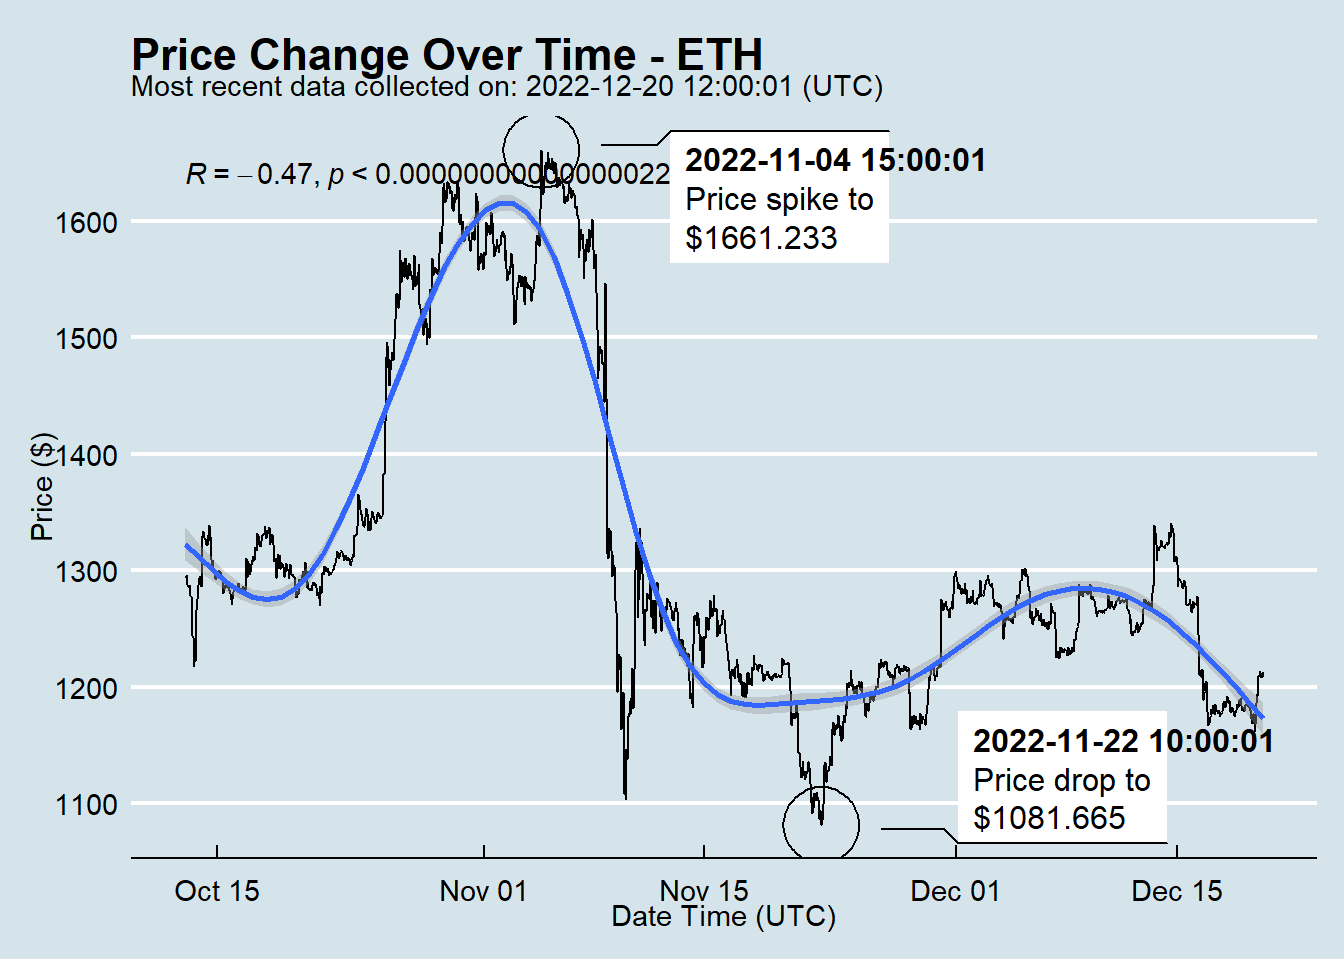 Price Change Over Time - ETH
Most recent data collected on: 2022-12-20 12:00:01 (UTC)
R = −0.47, p < 0.00000000000000022
2022-11-04 15:00:01
Price spike to
$1661.233
1600
1500
1400
1300
1200
1100
Price ($)
2022-11-22 10:00:01
Price drop to
$1081.665
Oct 15 Nov 01 Nov 15 Dec 01 Dec 15
Date Time (UTC)